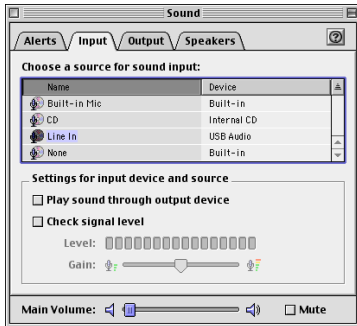 Sound
Alerts Input Output Speakers ?
Choose a source for sound input:
Name Device
Built-in Mic Built-in
CD Internal CD
Line In USB Audio
None Built-in
Settings for input device and source
Play sound through output device
Check signal level
Level:
Gain:
Main Volume: Mute